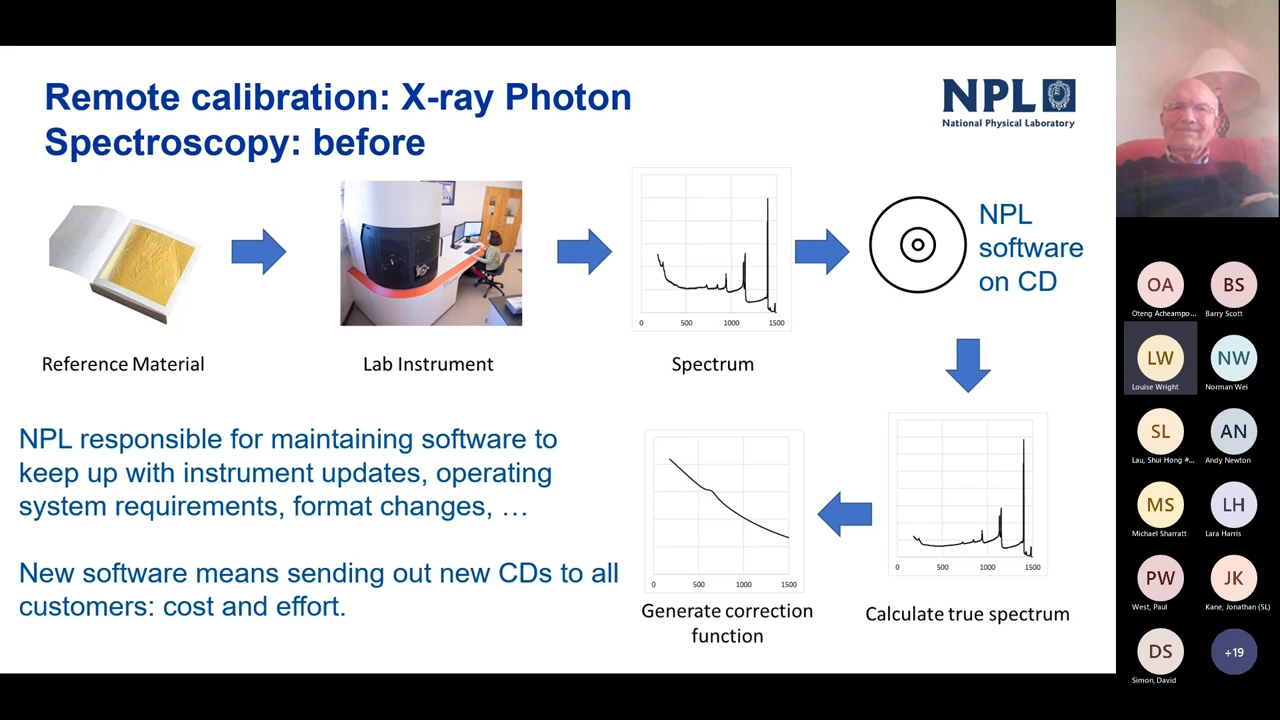 Remote calibration: X-ray Photon
Spectroscopy: before
NPL
National Physical Laboratory
Reference Material
Lab Instrument
0 500 1000 1500
Spectrum
NPL
software
on CD
NPL responsible for maintaining software to
keep up with instrument updates, operating
system requirements, format changes, …
New software means sending out new CDs to all
customers: cost and effort.
0 500 1000 1500
Generate correction
function
0 500 1000 1500
Calculate true spectrum
OA
Oteng Acheampo...
BS
Barry Scott
LW
Louise Wright
NW
Norman Wei
SL
Lau, Shui Hong #...
AN
Andy Newton
MS
Michael Sharratt
LH
Lara Harris
PW
West, Paul
JK
Kane, Jonathan (SL)
DS
Simon, David
+19